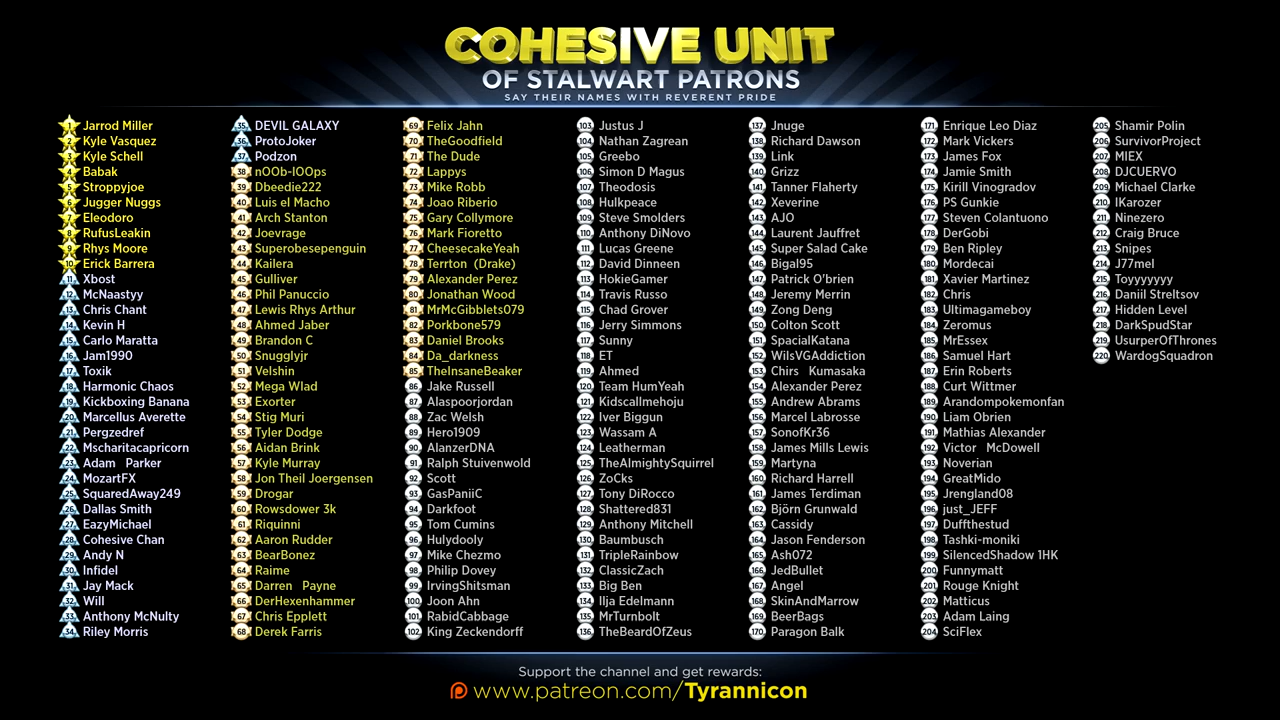 COHESIVE UNIT
OF STALWART PATRONS
SAY THEIR NAMES WITH REVERENT PRIDE
1 Jarrod Miller
2 Kyle Vasquez
3 Kyle Schell
4 Babak
5 Stroppyjoe
6 Jugger Nuggs
7 Eleodoro
8 RufusLeakin
9 Rhys Moore
10 Erick Barrera
11 Xbost
12 McNaastyy
13 Chris Chant
14 Kevin H
15 Carlo Maratta
16 Jam1990
17 Toxik
18 Harmonic Chaos
19 Kickboxing Banana
20 Marcellus Averette
21 Pergzedref
22 Mscharitacapricorn
23 Adam Parker
24 MozartFX
25 SquaredAway249
26 Dallas Smith
27 EazyMichael
28 Cohesive Chan
29 Andy N
30 Infidel
31 Jay Mack
32 Will
33 Anthony McNulty
34 Riley Morris
35 DEVIL GALAXY
36 ProtoJoker
37 Podzon
38 nOOb-lOOps
39 Dbeedie222
40 Luis el Macho
41 Arch Stanton
42 Joevrage
43 Superobesepenguin
44 Kailera
45 Gulliver
46 Phil Panuccio
47 Lewis Rhys Arthur
48 Ahmed Jaber
49 Brandon C
50 Snugglyjr
51 Velshin
52 Mega Wlad
53 Exorter
54 Stig Muri
55 Tyler Dodge
56 Aidan Brink
57 Kyle Murray
58 Jon Theil Joergensen
59 Drogar
60 Rowsdower 3k
61 Riquinni
62 Aaron Rudder
63 BearBonez
64 Raime
65 Darren Payne
66 DerHexenhammer
67 Chris Epplett
68 Derek Farris
69 Felix Jahn
70 TheGoodfield
71 The Dude
72 Lappys
73 Mike Robb
74 Joao Riberio
75 Gary Collymore
76 Mark Fioretto
77 CheesecakeYeah
78 Terrton (Drake)
79 Alexander Perez
80 Jonathan Wood
81 MrMcGibblets079
82 Porkbone579
83 Daniel Brooks
84 Da_darkness
85 TheInsaneBeaker
86 Jake Russell
87 Alaspoorjordan
88 Zac Welsh
89 Hero1909
90 AlanzerDNA
91 Ralph Stuivenwold
92 Scott
93 GasPaniiC
94 Darkfoot
95 Tom Cumins
96 Hulydooly
97 Mike Chezmo
98 Philip Dovey
99 IrvingShitsman
100 Joon Ahn
101 RabidCabbage
102 King Zeckendorff
103 Justus J
104 Nathan Zagrean
105 Greebo
106 Simon D Magus
107 Theodosis
108 Hulkpeace
109 Steve Smolders
110 Anthony DiNovo
111 Lucas Greene
112 David Dinneen
113 HokieGamer
114 Travis Russo
115 Chad Grover
116 Jerry Simmons
117 Sunny
118 ET
119 Ahmed
120 Team HumYeah
121 Kidscallmehoju
122 Iver Biggun
123 Wassam A
124 Leatherman
125 TheAlmightySquirrel
126 ZoCks
127 Tony DiRocco
128 Shattered831
129 Anthony Mitchell
130 Baumbusch
131 TripleRainbow
132 ClassicZach
133 Big Ben
134 Ilja Edelmann
135 MrTurnbolt
136 TheBeardOfZeus
137 Jnuge
138 Richard Dawson
139 Link
140 Grizz
141 Tanner Flaherty
142 Xeverine
143 AJO
144 Laurent Jauffret
145 Super Salad Cake
146 Bigal95
147 Patrick O'brien
148 Jeremy Merrin
149 Zong Deng
150 Colton Scott
151 SpacialKatana
152 WilsVGAddiction
153 Chirs Kumasaka
154 Alexander Perez
155 Andrew Abrams
156 Marcel Labrosse
157 SonofKr36
158 James Mills Lewis
159 Martyna
160 Richard Harrell
161 James Terdiman
162 Björn Grunwald
163 Cassidy
164 Jason Fenderson
165 Ash072
166 JedBullet
167 Angel
168 SkinAndMarrow
169 BeerBags
170 Paragon Balk
171 Enrique Leo Diaz
172 Mark Vickers
173 James Fox
174 Jamie Smith
175 Kirill Vinogradov
176 PS Gunkie
177 Steven Colantuono
178 DerGobi
179 Ben Ripley
180 Mordecai
181 Xavier Martinez
182 Chris
183 Ultimagameboy
184 Zeromus
185 MrEssex
186 Samuel Hart
187 Erin Roberts
188 Curt Wittmer
189 Arandompokemonfan
190 Liam Obrien
191 Mathias Alexander
192 Victor McDowell
193 Noverian
194 GreatMido
195 Jrengland08
196 just_JEFF
197 Duffthestud
198 Tashki-moniki
199 SilencedShadow 1HK
200 Funnymatt
201 Rouge Knight
202 Matticus
203 Adam Laing
204 SciFlex
205 Shamir Polin
206 SurvivorProject
207 MIEX
208 DJCUERVO
209 Michael Clarke
210 IKarozer
211 Ninezero
212 Craig Bruce
213 Snipes
214 J77mel
215 Toyyyyyyy
216 Daniil Streltsov
217 Hidden Level
218 DarkSpudStar
219 UsurperOfThrones
220 WardogSquadron
Support the channel and get rewards:
www.patreon.com/Tyrannicon